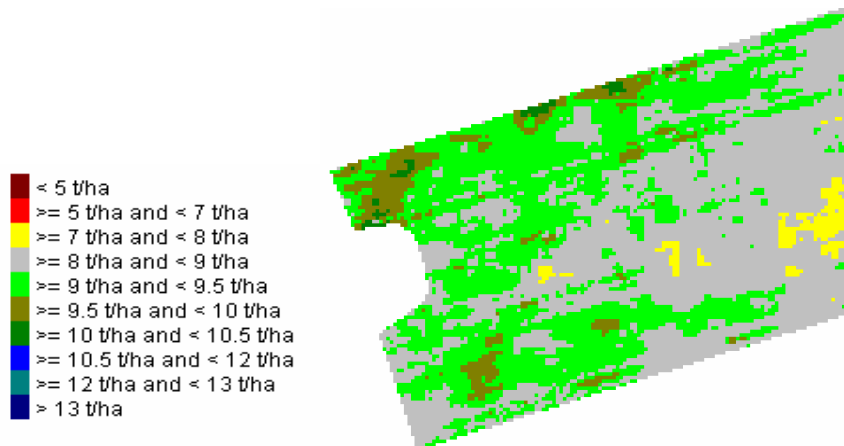 < 5 t/ha
>= 5 t/ha and < 7 t/ha
>= 7 t/ha and < 8 t/ha
>= 8 t/ha and < 9 t/ha
>= 9 t/ha and < 9.5 t/ha
>= 9.5 t/ha and < 10 t/ha
>= 10 t/ha and < 10.5 t/ha
>= 10.5 t/ha and < 12 t/ha
>= 12 t/ha and < 13 t/ha
> 13 t/ha